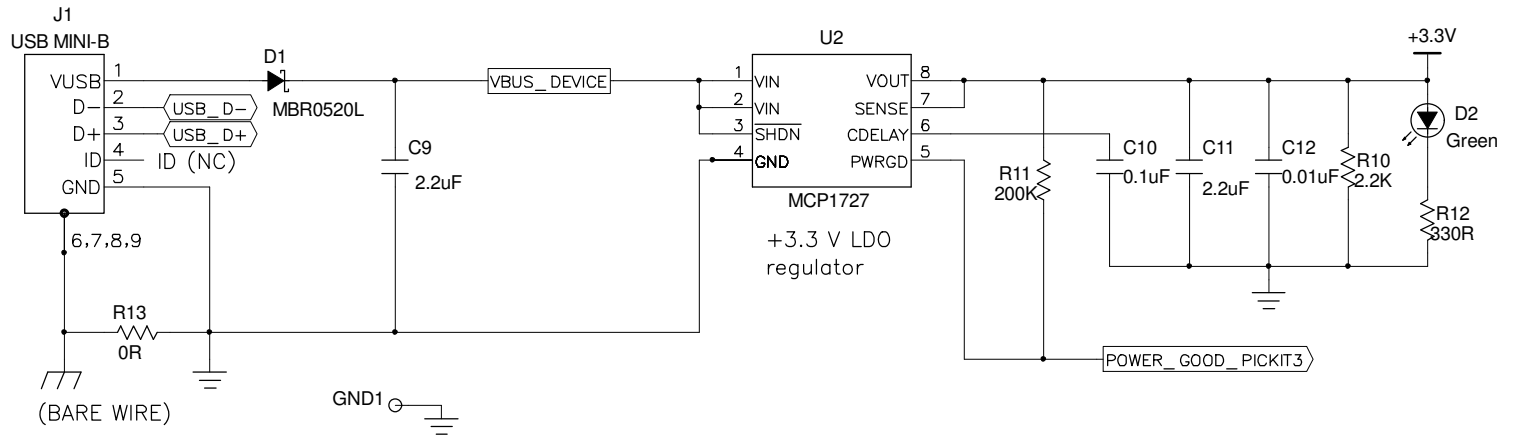 J1
USB MINI-B
VUSB 1
D- 2
D+ 3
ID 4
GND 5
USB_D-
USB_D+
ID (NC)
6,7,8,9
R13
0R
(BARE WIRE)
D1
MBR0520L
C9
2.2uF
GND1
VBUS_DEVICE
U2
1 VIN
2 VIN
3 SHDN
4 GND
VOUT 8
SENSE 7
CDELAY 6
PWRGD 5
MCP1727
+3.3 V LDO
regulator
R11
200K
C10
0.1uF
C11
2.2uF
C12
0.01uF
R10
2.2K
+3.3V
D2
Green
R12
330R
POWER_GOOD_PICKIT3